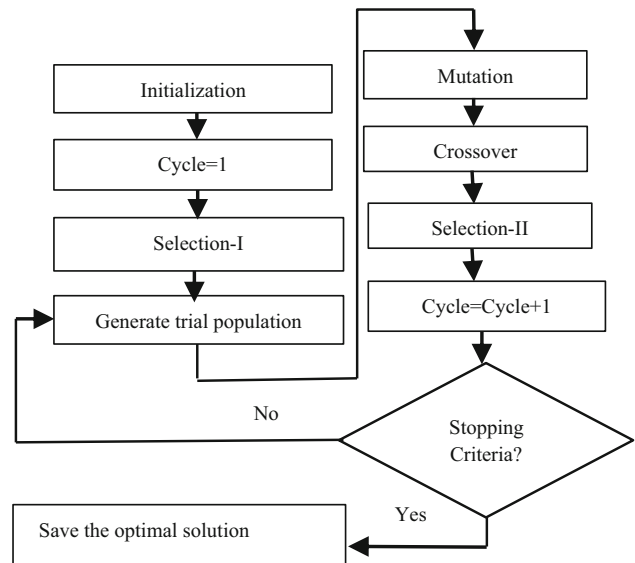 Initialization
Cycle=1
Selection-I
Generate trial population
Mutation
Crossover
Selection-II
Cycle=Cycle+1
Stopping
Criteria?
No
Yes
Save the optimal solution